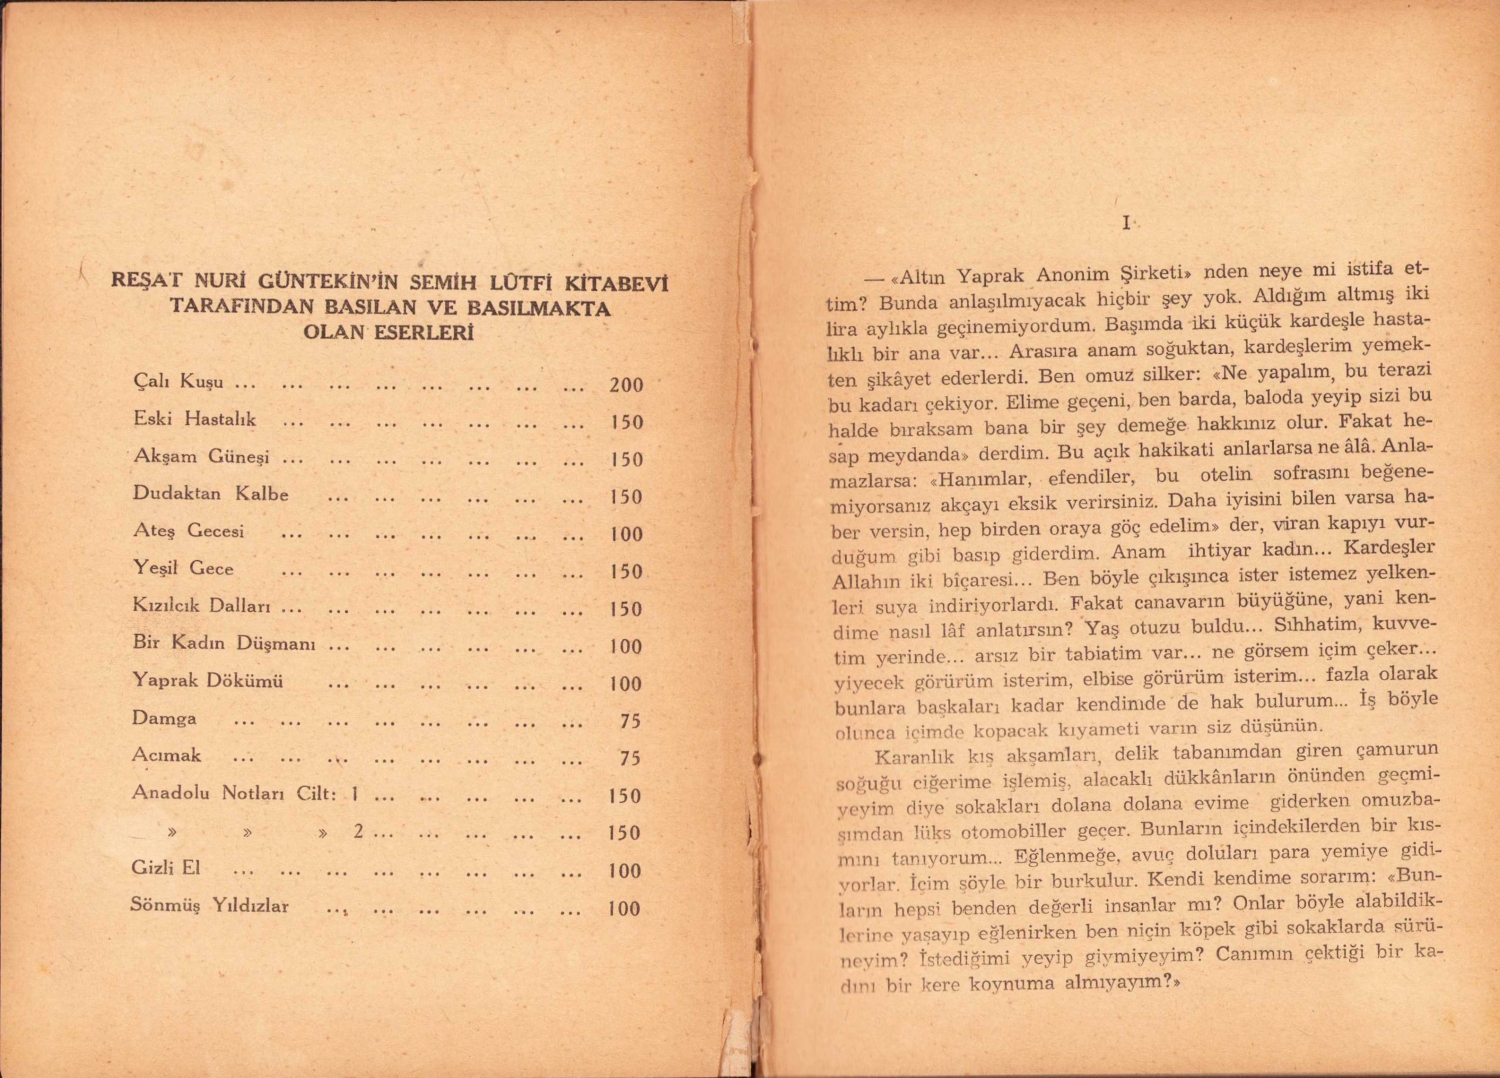 REŞAT NURİ GÜNTEKİN'İN SEMİH LÛTFİ KİTABEVİ
TARAFINDAN BASILAN VE BASILMAKTA
OLAN ESERLERİ
Çalı Kuşu ... ... ... ... ... ... ... ... 200
Eski Hastalık ... ... ... ... ... ... ... 150
Akşam Güneşi ... ... ... ... ... ... ... 150
Dudaktan Kalbe ... ... ... ... ... ... 150
Ateş Gecesi ... ... ... ... ... ... ... 100
Yeşil Gece ... ... ... ... ... ... ... 150
Kızılcık Dalları ... ... ... ... ... ... ... 150
Bir Kadın Düşmanı ... ... ... ... ... ... 100
Yaprak Dökümü ... ... ... ... ... ... 100
Damga ... ... ... ... ... ... ... ... 75
Acımak ... ... ... ... ... ... ... ... 75
Anadolu Notları Cilt: 1 ... ... ... ... ... 150
» » » 2 ... ... ... ... ... 150
Gizli El ... ... ... ... ... ... ... ... 100
Sönmüş Yıldızlar ... ... ... ... ... ... 100
I
— «Altın Yaprak Anonim Şirketi» nden neye mi istifa et-
tim? Bunda anlaşılmıyacak hiçbir şey yok. Aldığım altmış iki
lira aylıkla geçinemiyordum. Başımda iki küçük kardeşle hasta-
lıklı bir ana var... Arasıra anam soğuktan, kardeşlerim yemek-
ten şikâyet ederlerdi. Ben omuz silker: «Ne yapalım, bu terazi
bu kadarı çekiyor. Elime geçeni, ben barda, baloda yeyip sizi bu
halde bıraksam bana bir şey demeğe hakkınız olur. Fakat he-
sap meydanda» derdim. Bu açık hakikati anlarlarsa ne âlâ. Anla-
mazlarsa: «Hanımlar, efendiler, bu otelin sofrasını beğene-
miyorsanız akçayı eksik verirsiniz. Daha iyisini bilen varsa ha-
ber versin, hep birden oraya göç edelim» der, viran kapıyı vur-
duğum gibi basıp giderdim. Anam ihtiyar kadın... Kardeşler
Allahın iki bîçaresi... Ben böyle çıkışınca ister istemez yelken-
leri suya indiriyorlardı. Fakat canavarın büyüğüne, yani ken-
dime nasıl lâf anlatırsın? Yaş otuzu buldu... Sıhhatim, kuvve-
tim yerinde... arsız bir tabiatim var... ne görsem içim çeker...
yiyecek görürüm isterim, elbise görürüm isterim... fazla olarak
bunlara başkaları kadar kendimde de hak bulurum... İş böyle
olunca içimde kopacak kıyameti varın siz düşünün.
Karanlık kış akşamları, delik tabanımdan giren çamurun
soğuğu ciğerime işlemiş, alacaklı dükkânların önünden geçmi-
yeyim diye sokakları dolana dolana evime giderken omuzba-
şımdan lüks otomobiller geçer. Bunların içindekilerden bir kıs-
mını tanıyorum... Eğlenmeğe, avuç doluları para yemiye gidi-
yorlar. İçim şöyle bir burkulur. Kendi kendime sorarım: «Bun-
ların hepsi benden değerli insanlar mı? Onlar böyle alabildik-
lerine yaşayıp eğlenirken ben niçin köpek gibi sokaklarda sürü-
neyim? İstediğimi yeyip giymiyeyim? Canımın çektiği bir ka-
dını bir kere koynuma almıyayım?»